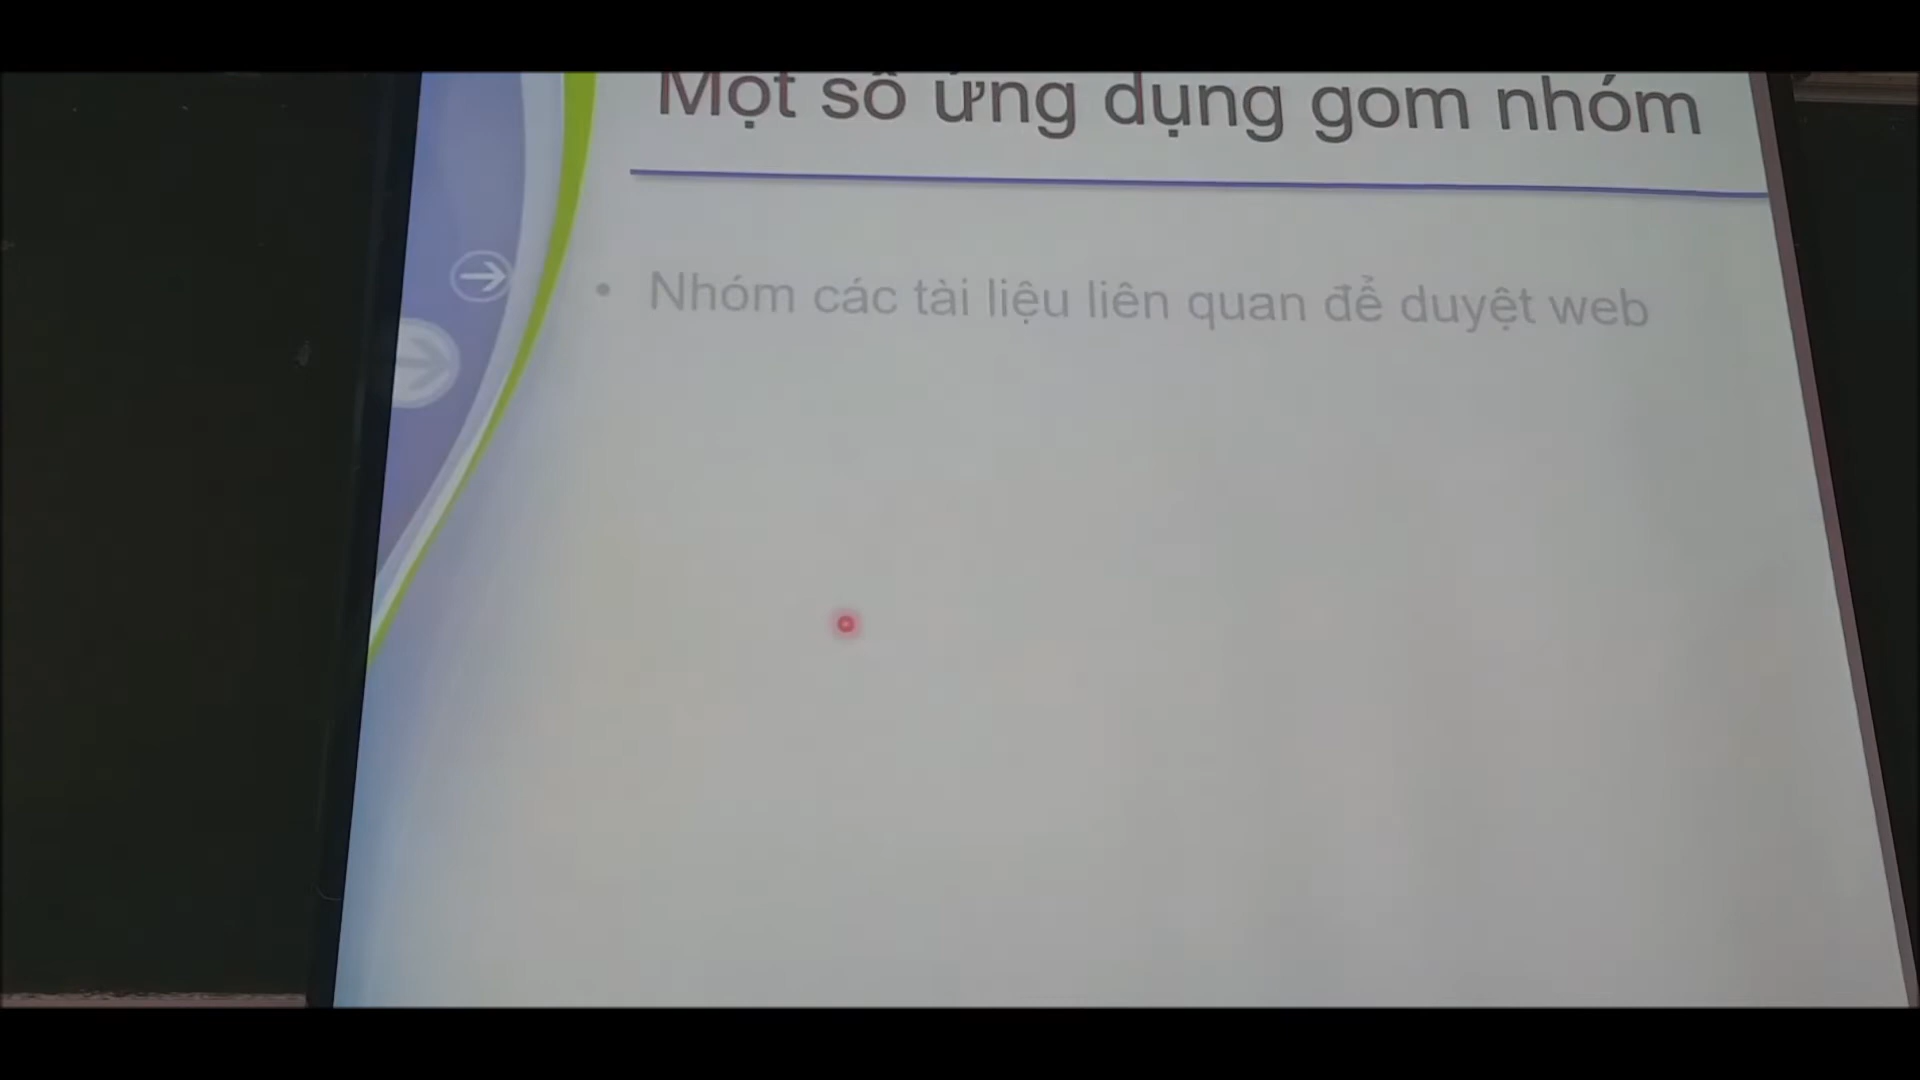 Một số ứng dụng gom nhóm
• Nhóm các tài liệu liên quan để duyệt web